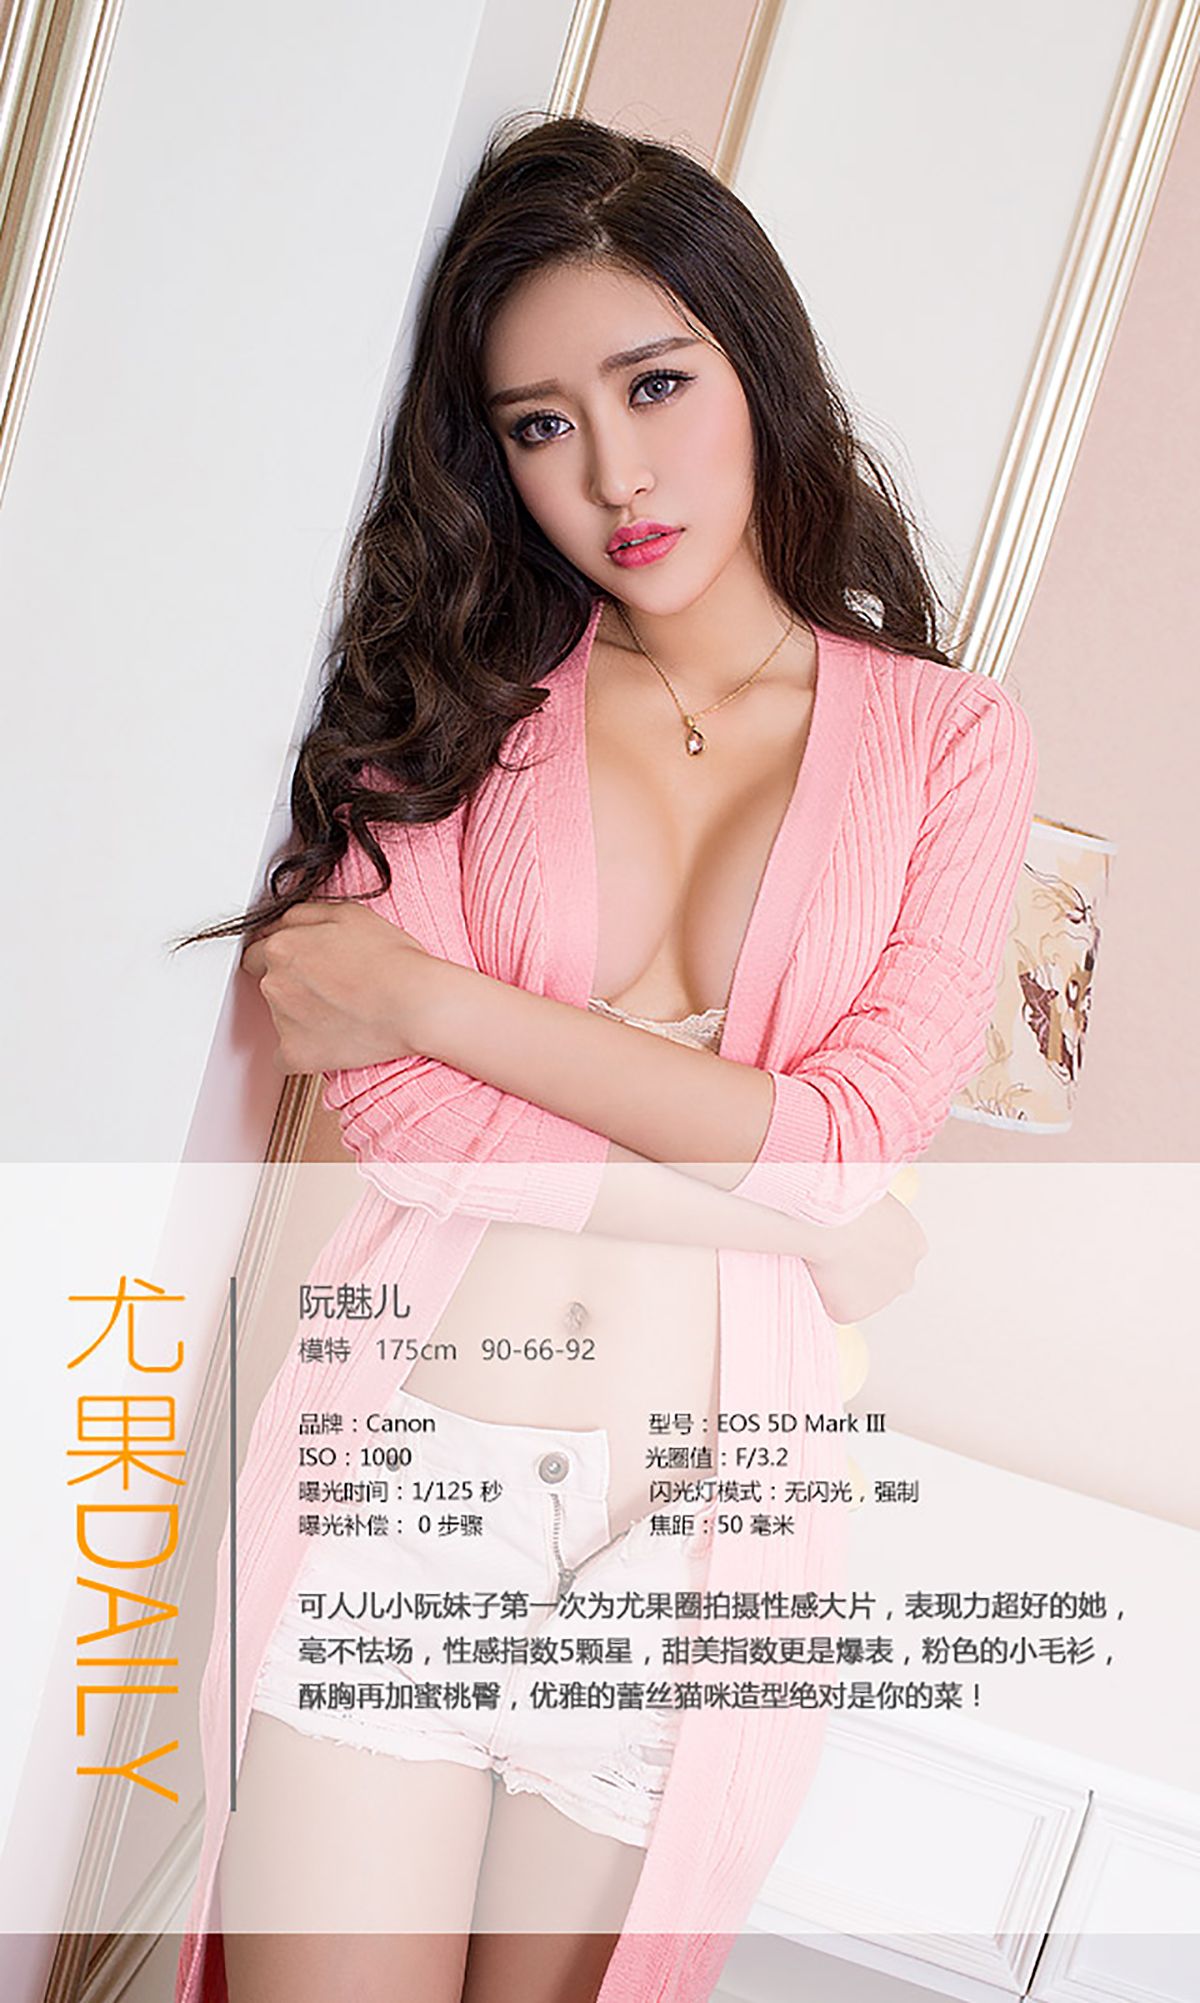 尤果DAILY
阮魅儿
模特 175cm 90-66-92
品牌：Canon 型号：EOS 5D Mark III
ISO：1000 光圈值：F/3.2
曝光时间：1/125 秒 闪光灯模式：无闪光，强制
曝光补偿： 0 步骤 焦距：50 毫米
可人儿小阮妹子第一次为尤果圈拍摄性感大片，表现力超好的她，
毫不怯场，性感指数5颗星，甜美指数更是爆表，粉色的小毛衫，
酥胸再加蜜桃臀，优雅的蕾丝猫咪造型绝对是你的菜！